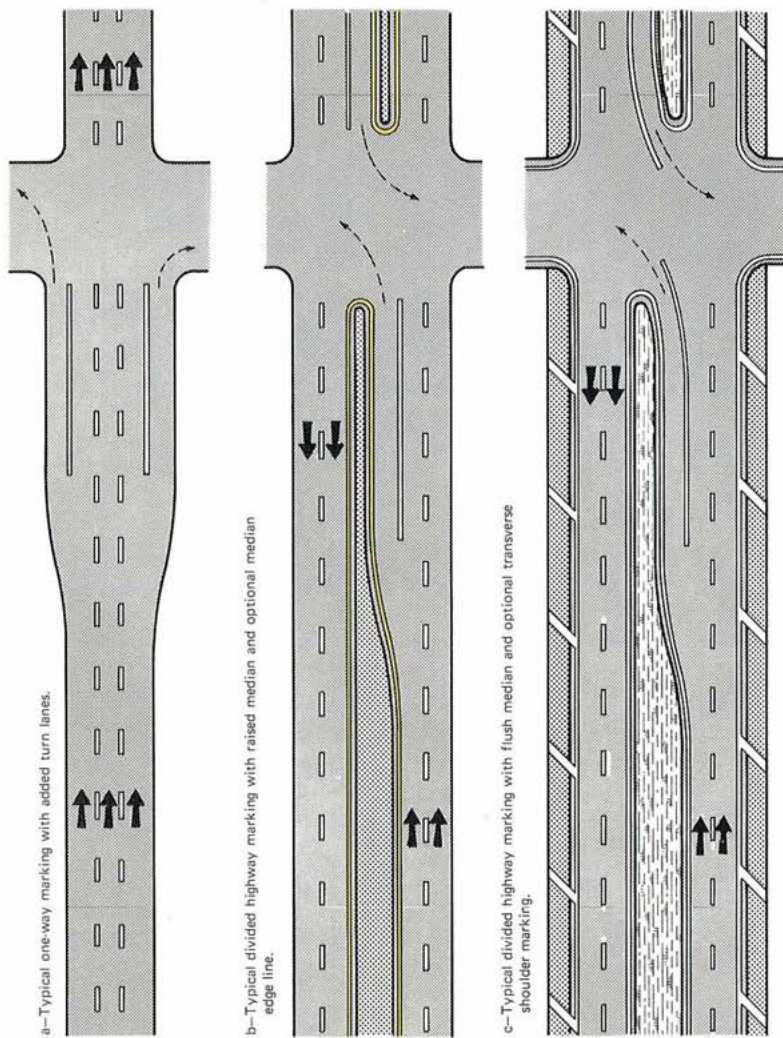 a—Typical one-way marking with added turn lanes.
b—Typical divided highway marking with raised median and optional median
edge line.
c—Typical divided highway marking with flush median and optional transverse
shoulder marking.